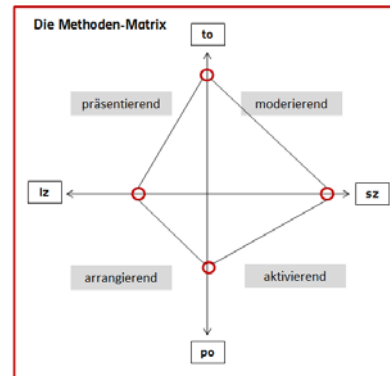 Die Methoden-Matrix
to
präsentierend
moderierend
lz
sz
arrangierend
aktivierend
po